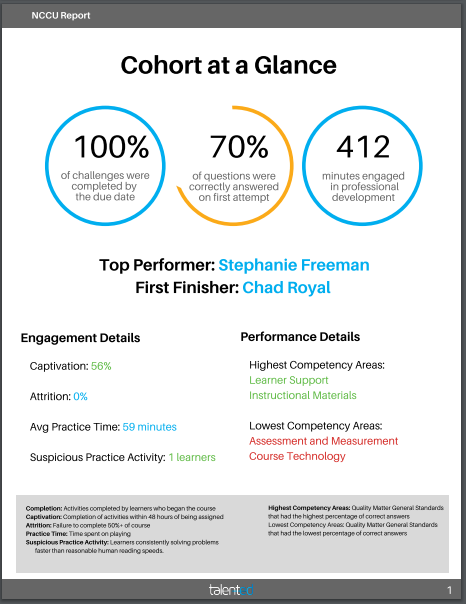 NCCU Report
Cohort at a Glance
100%
of challenges were
completed by
the due date
70%
of questions were
correctly answered
on first attempt
412
minutes engaged
in professional
development
Top Performer: Stephanie Freeman
First Finisher: Chad Royal
Engagement Details
Captivation: 56%
Attrition: 0%
Avg Practice Time: 59 minutes
Suspicious Practice Activity: 1 learners
Performance Details
Highest Competency Areas:
Learner Support
Instructional Materials
Lowest Competency Areas:
Assessment and Measurement
Course Technology
Completion: Activities completed by learners who began the course
Captivation: Completion of activities within 48 hours of being assigned
Attrition: Failure to complete 50%+ of course
Practice Time: Time spent on playing
Suspicious Practice Activity: Learners consistently solving problems
faster than reasonable human reading speeds.
Highest Competency Areas: Quality Matter General Standards
that had the highest percentage of correct answers
Lowest Competency Areas: Quality Matter General Standards
that had the lowest percentage of correct answers
talented
1